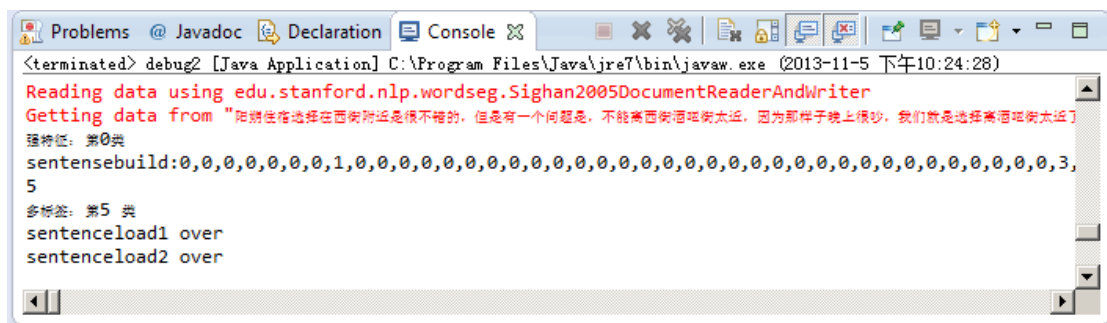 Problems @ Javadoc Declaration Console
<terminated> debug2 [Java Application] C:\Program Files\Java\jre7\bin\javaw.exe (2013-11-5 下午10:24:28)
Reading data using edu.stanford.nlp.wordseg.Sighan2005DocumentReaderAndWriter
Getting data from "阳朔住宿选择在西街附近是很不错的，但是有一个问题是，不能离西街酒吧街太近，因为那样子晚上很吵，我们就是选择离酒吧街太近了
强特征：第0类
sentensebuild:0,0,0,0,0,0,0,1,0,0,0,0,0,0,0,0,0,0,0,0,0,0,0,0,0,0,0,0,0,0,0,0,0,0,0,0,0,0,0,0,3,
5
多标签：第5 类
sentenceload1 over
sentenceload2 over